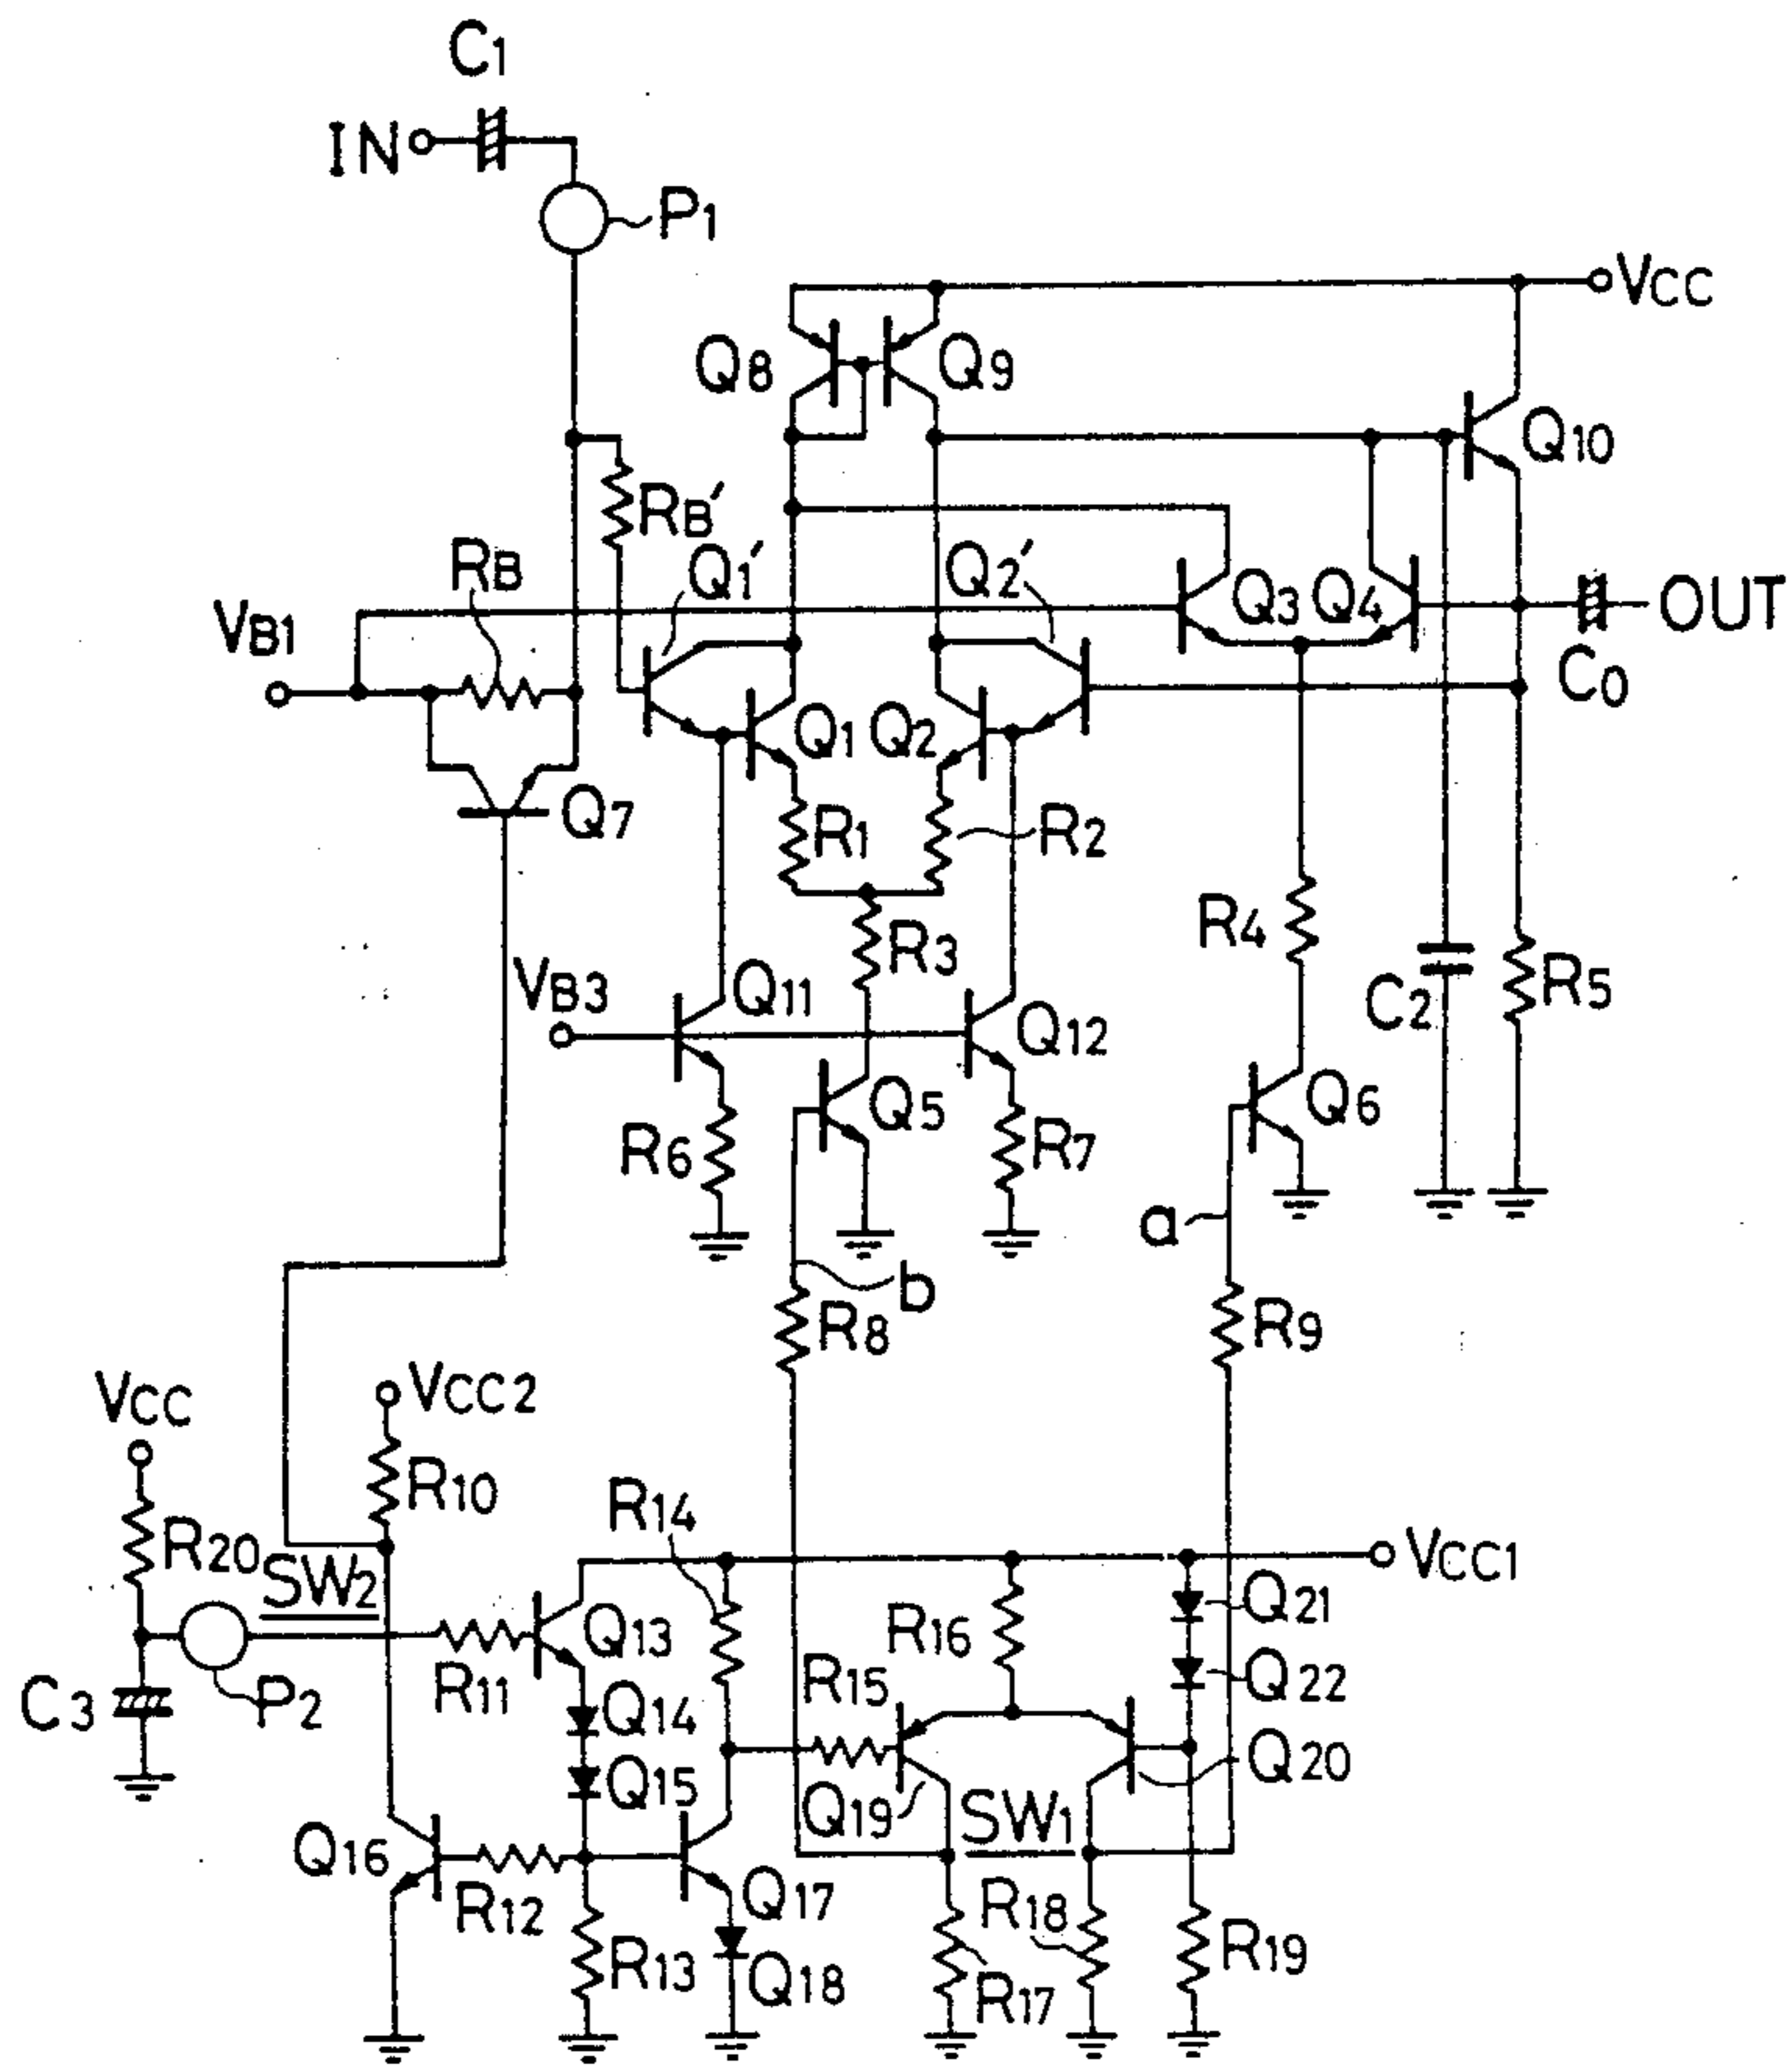 C1
IN
P1
VCC
Q8
Q9
Q10
RB'
RB
Q1'
Q2'
Q3
Q4
OUT
VB1
C0
Q1
Q2
Q7
R1
R2
R4
R3
C2
R5
VB3
Q11
Q12
Q5
Q6
R6
R7
a
b
R8
R9
VCC
VCC2
R10
R14
R20
SW2
VCC1
Q13
R16
Q21
R11
R15
Q22
C3
P2
Q14
Q15
Q19
SW1
Q20
Q16
R12
Q17
R18
R13
Q18
R17
R19